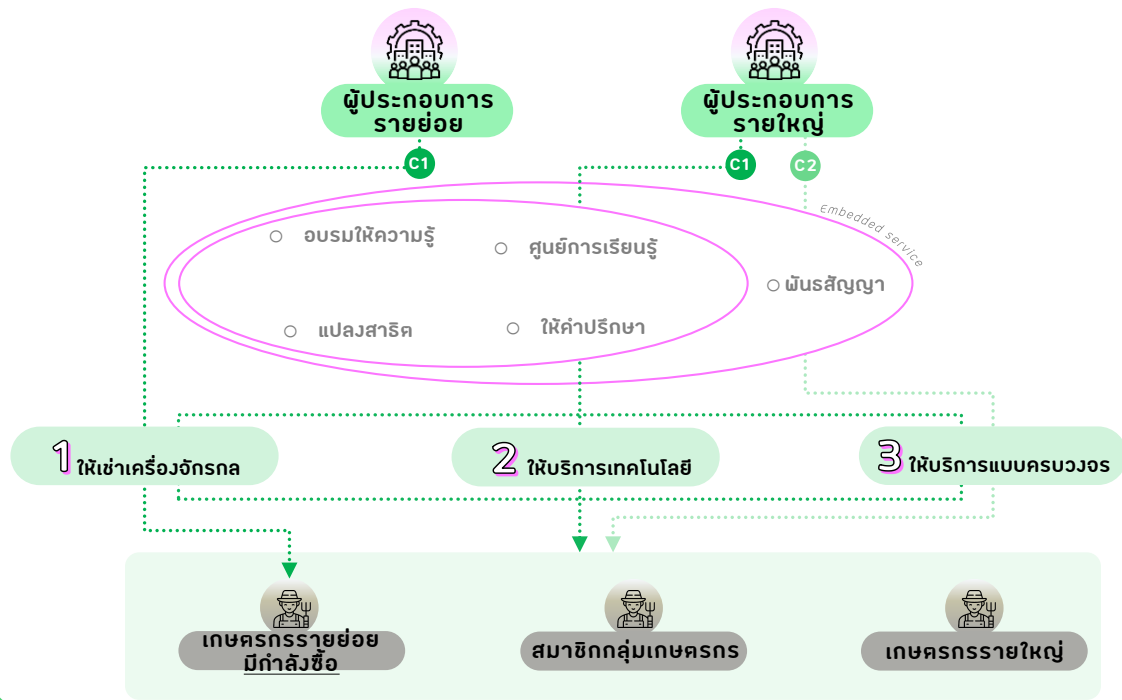 ผู้ประกอบการ
รายย่อย
ผู้ประกอบการ
รายใหญ่
C1
C1
C2
Embedded service
อบรมให้ความรู้
ศูนย์การเรียนรู้
พันธสัญญา
แปลงสาธิต
ให้คำปรึกษา
1 ให้เช่าเครื่องจักรกล
2 ให้บริการเทคโนโลยี
3 ให้บริการแบบครบวงจร
เกษตรกรรายย่อย
มีกำลังซื้อ
สมาชิกกลุ่มเกษตรกร
เกษตรกรรายใหญ่